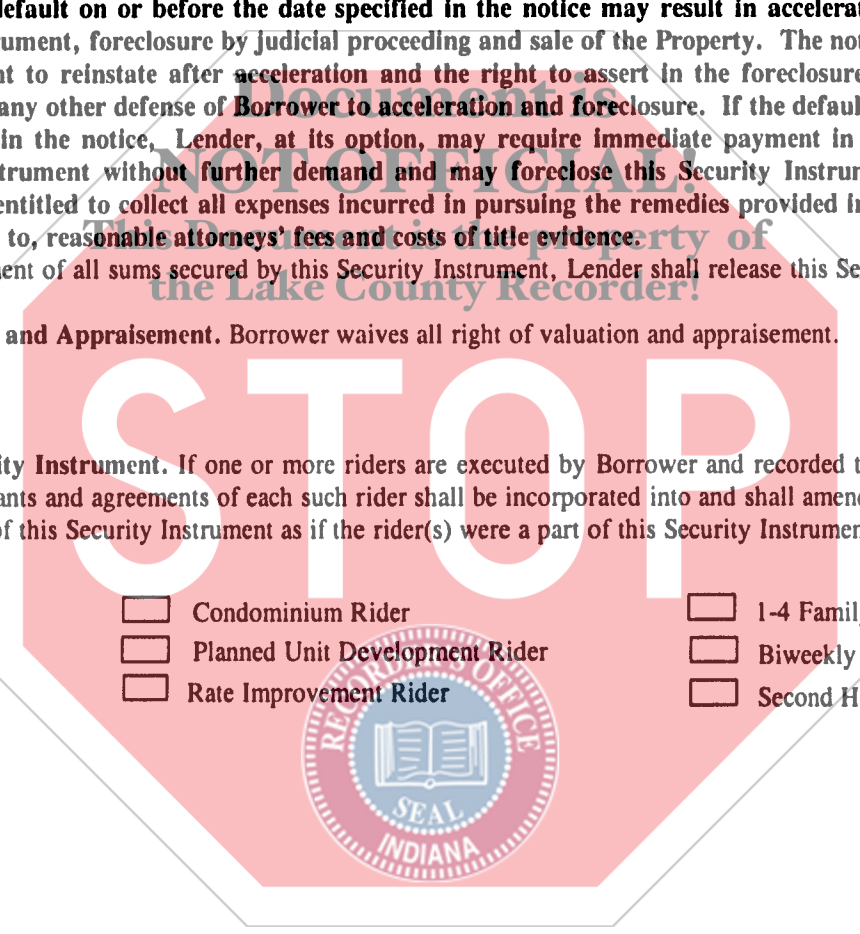 default on or before the date specified in the notice may result in accelerat
rument, foreclosure by judicial proceeding and sale of the Property. The not
nt to reinstate after acceleration and the right to assert in the foreclosure
any other defense of Borrower to acceleration and foreclosure. If the default
in the notice, Lender, at its option, may require immediate payment in
trument without further demand and may foreclose this Security Instrum
entitled to collect all expenses incurred in pursuing the remedies provided in
to, reasonable attorneys' fees and costs of title evidence.
ent of all sums secured by this Security Instrument, Lender shall release this Se
Document is
NOT OFFICIAL!
This Document is the property of
the Lake County Recorder!
and Appraisement. Borrower waives all right of valuation and appraisement.
STOP
ity Instrument. If one or more riders are executed by Borrower and recorded t
ants and agreements of each such rider shall be incorporated into and shall amend
of this Security Instrument as if the rider(s) were a part of this Security Instrumen
Condominium Rider 1-4 Famil
Planned Unit Development Rider Biweekly
Rate Improvement Rider Second H
RECORDER'S OFFICE
SEAL
INDIANA